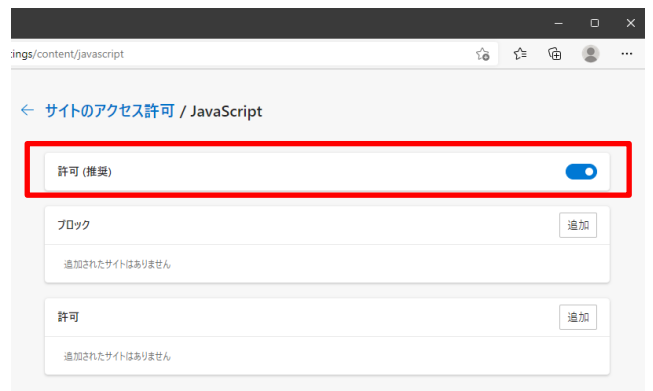 ings/content/javascript
サイトのアクセス許可 / JavaScript
許可 (推奨)
ブロック
追加
追加されたサイトはありません
許可
追加
追加されたサイトはありません